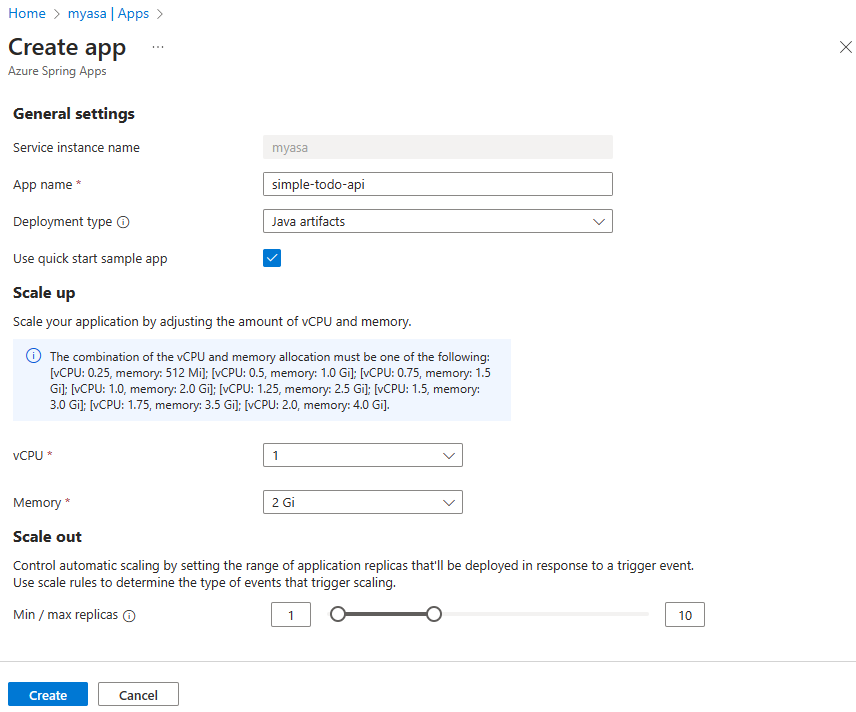 Home > myasa | Apps >
Create app ...
Azure Spring Apps
General settings
Service instance name myasa
App name * simple-todo-api
Deployment type Java artifacts
Use quick start sample app
Scale up
Scale your application by adjusting the amount of vCPU and memory.
The combination of the vCPU and memory allocation must be one of the following:
[vCPU: 0.25, memory: 512 Mi]; [vCPU: 0.5, memory: 1.0 Gi]; [vCPU: 0.75, memory: 1.5
Gi]; [vCPU: 1.0, memory: 2.0 Gi]; [vCPU: 1.25, memory: 2.5 Gi]; [vCPU: 1.5, memory:
3.0 Gi]; [vCPU: 1.75, memory: 3.5 Gi]; [vCPU: 2.0, memory: 4.0 Gi].
vCPU * 1
Memory * 2 Gi
Scale out
Control automatic scaling by setting the range of application replicas that'll be deployed in response to a trigger event.
Use scale rules to determine the type of events that trigger scaling.
Min / max replicas 1 10
Create Cancel